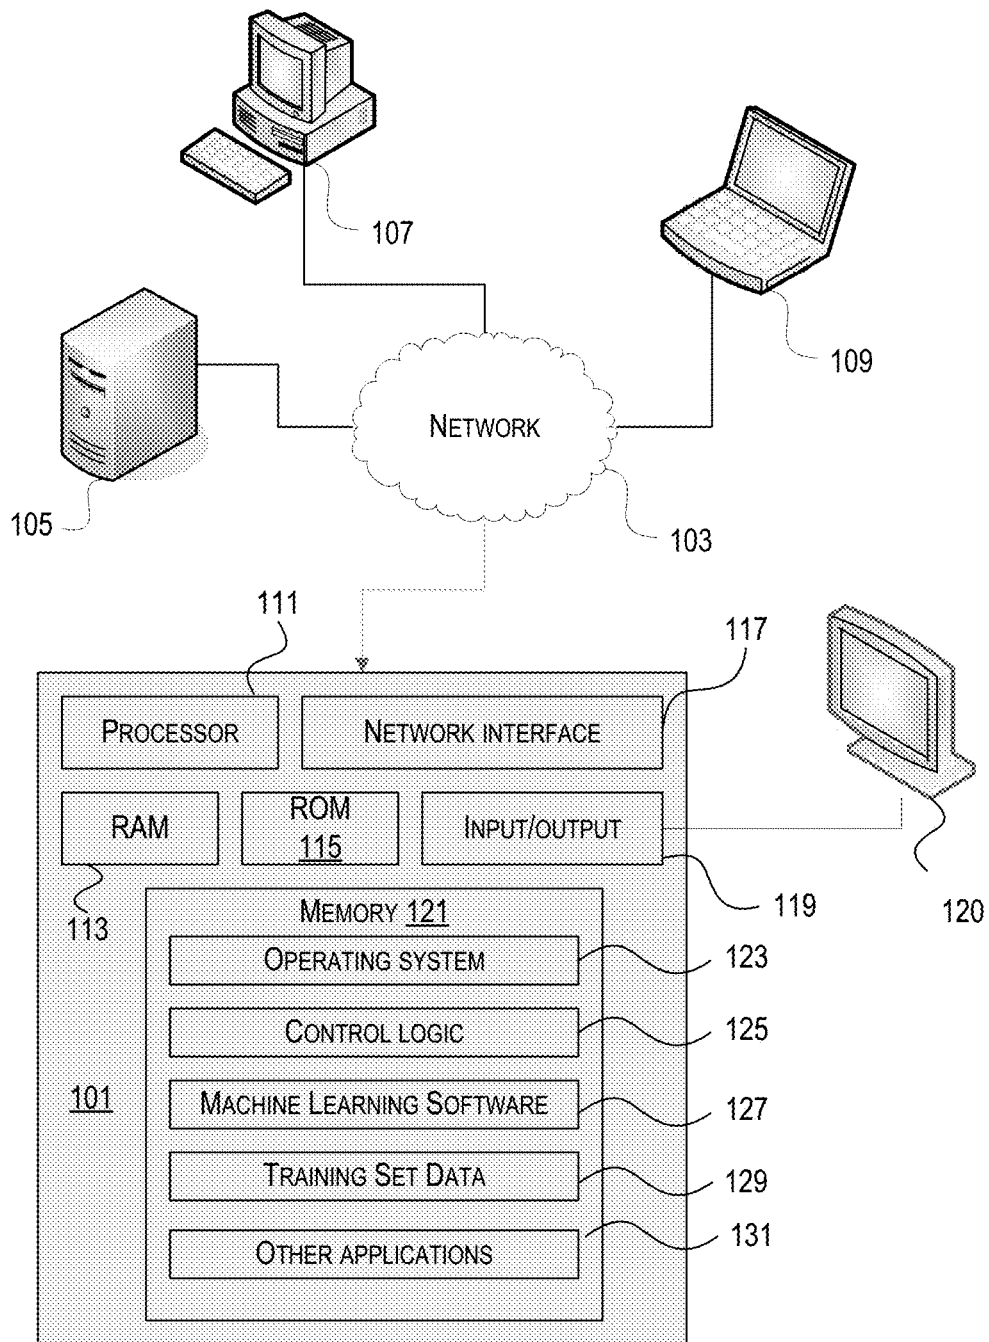 107
109
NETWORK
105
103
111
117
PROCESSOR
NETWORK INTERFACE
RAM
ROM
115
INPUT/OUTPUT
113
119
120
MEMORY 121
OPERATING SYSTEM
123
CONTROL LOGIC
125
101
MACHINE LEARNING SOFTWARE
127
TRAINING SET DATA
129
OTHER APPLICATIONS
131